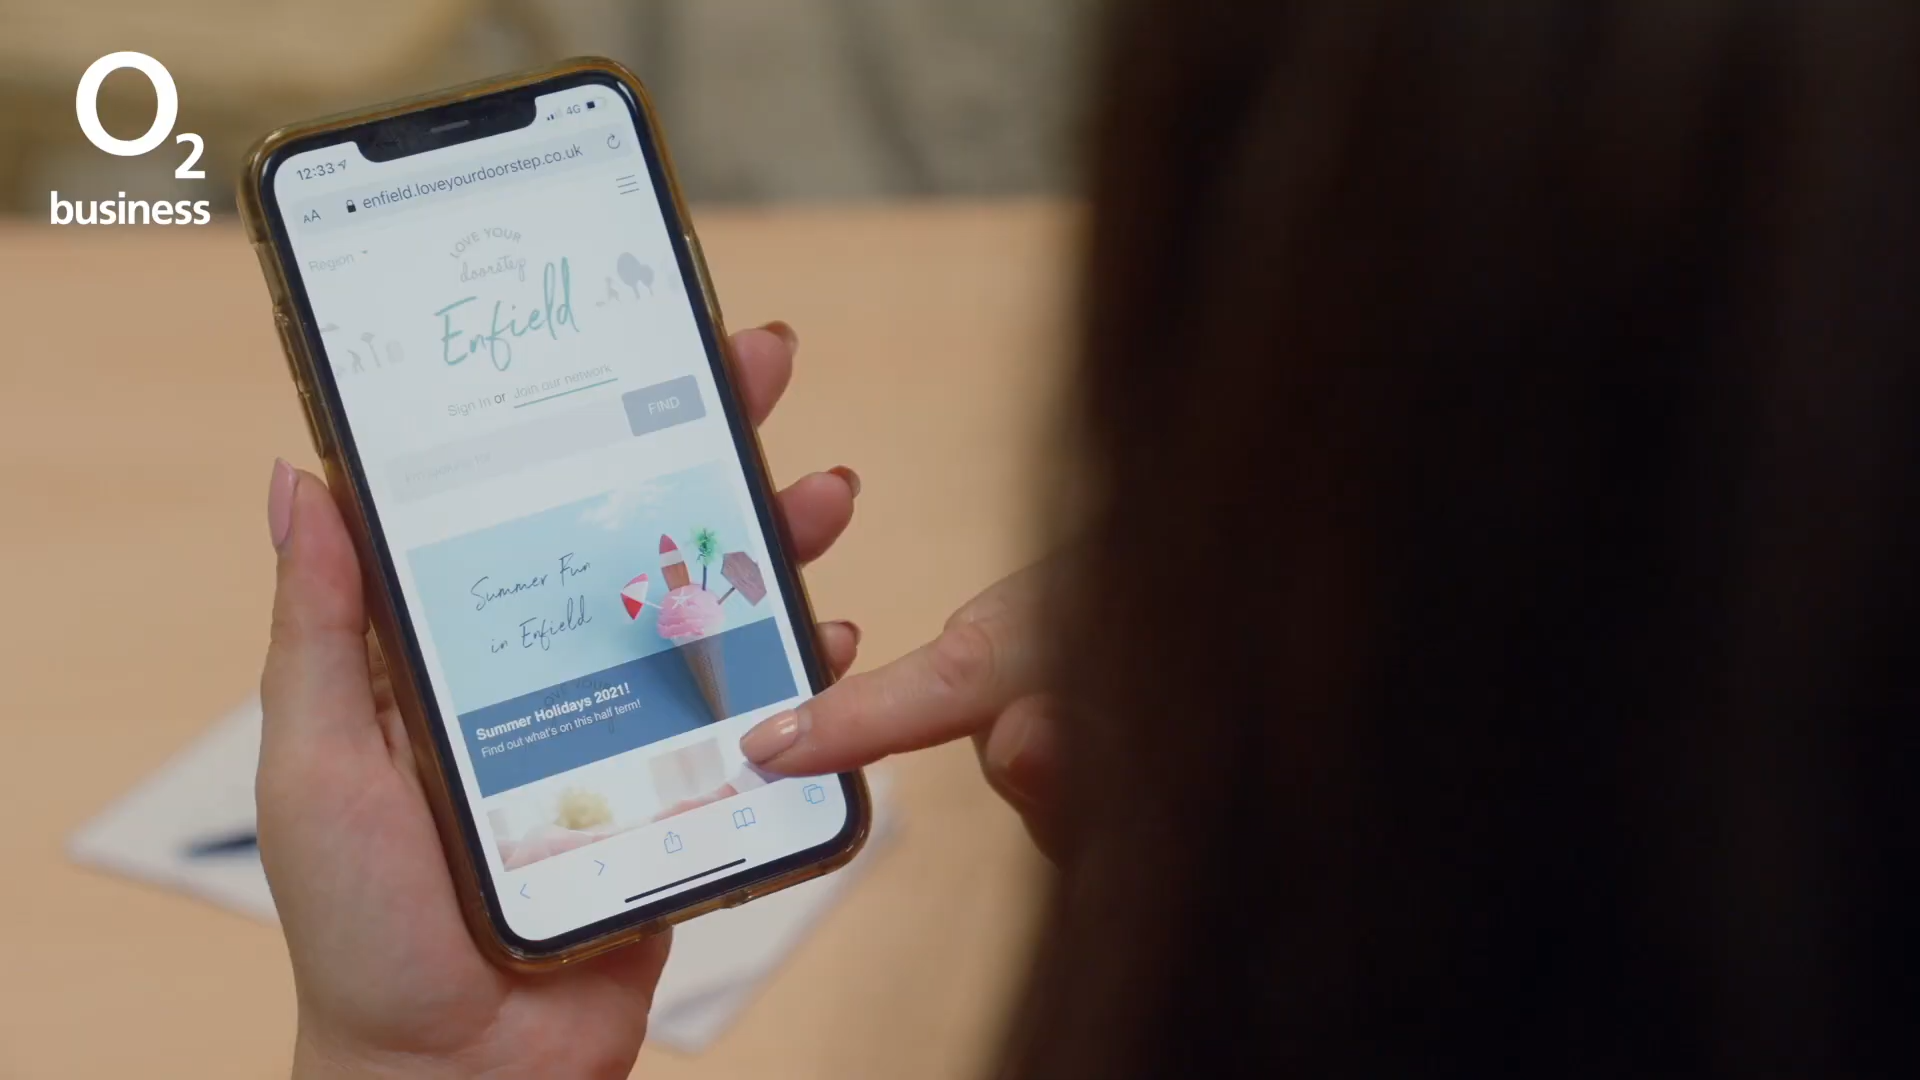 O2
business
12:33
4G
AA
enfield.loveyourdoorstep.co.uk
Region
LOVE YOUR
doorstep
Enfield
Sign In or Join our network
FIND
Summer Fun
in Enfield
Summer Holidays 2021!
Find out what's on this half term!